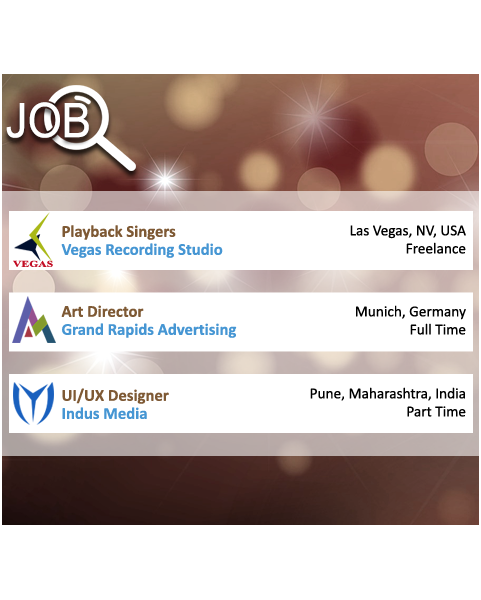 JOB
Playback Singers
Las Vegas, NV, USA
Vegas Recording Studio
Freelance
VEGAS
Art Director
Munich, Germany
Grand Rapids Advertising
Full Time
UI/UX Designer
Pune, Maharashtra, India
Indus Media
Part Time